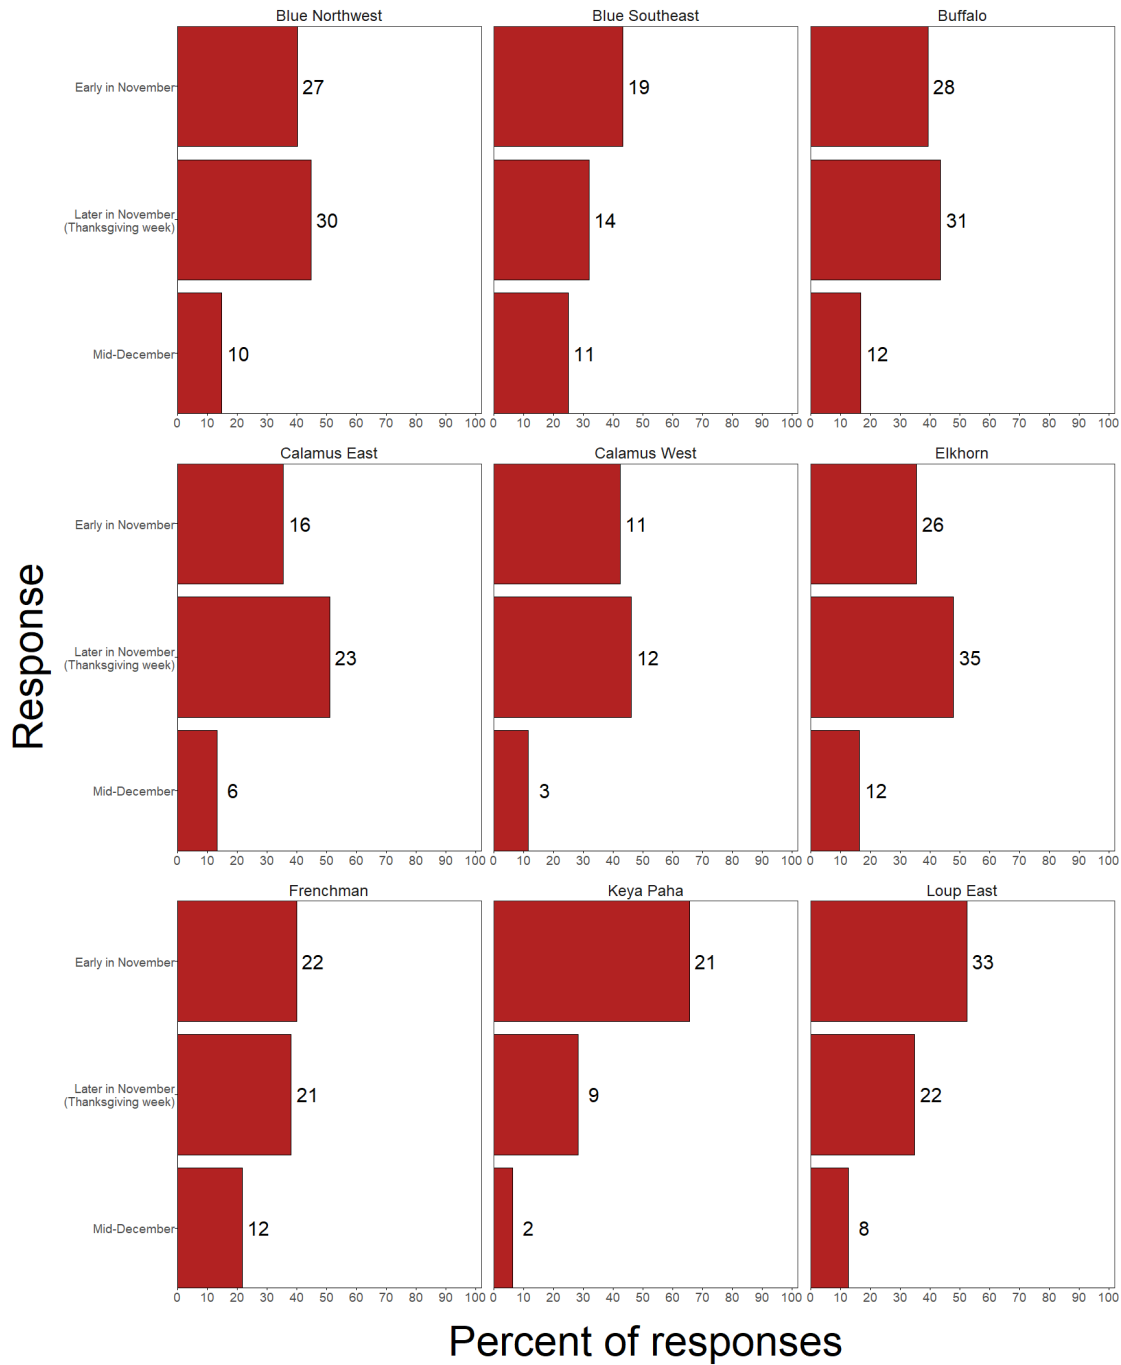 Blue Northwest
Blue Southeast
Buffalo
Early in November
27
19
28
Later in November
(Thanksgiving week)
30
14
31
Mid-December
10
11
12
0 10 20 30 40 50 60 70 80 90 100
0 10 20 30 40 50 60 70 80 90 100
0 10 20 30 40 50 60 70 80 90 100
Calamus East
Calamus West
Elkhorn
Early in November
16
11
26
Later in November
(Thanksgiving week)
23
12
35
Mid-December
6
3
12
0 10 20 30 40 50 60 70 80 90 100
0 10 20 30 40 50 60 70 80 90 100
0 10 20 30 40 50 60 70 80 90 100
Frenchman
Keya Paha
Loup East
Early in November
22
21
33
Later in November
(Thanksgiving week)
21
9
22
Mid-December
12
2
8
0 10 20 30 40 50 60 70 80 90 100
0 10 20 30 40 50 60 70 80 90 100
0 10 20 30 40 50 60 70 80 90 100
Response
Percent of responses